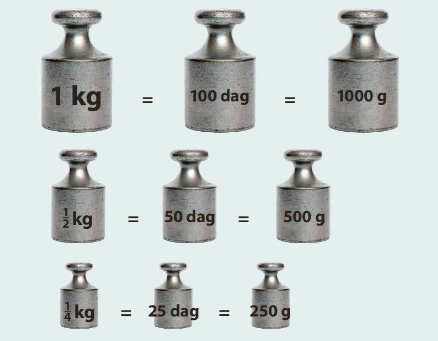 1 kg = 100 dag = 1000 g
½ kg = 50 dag = 500 g
¼ kg = 25 dag = 250 g